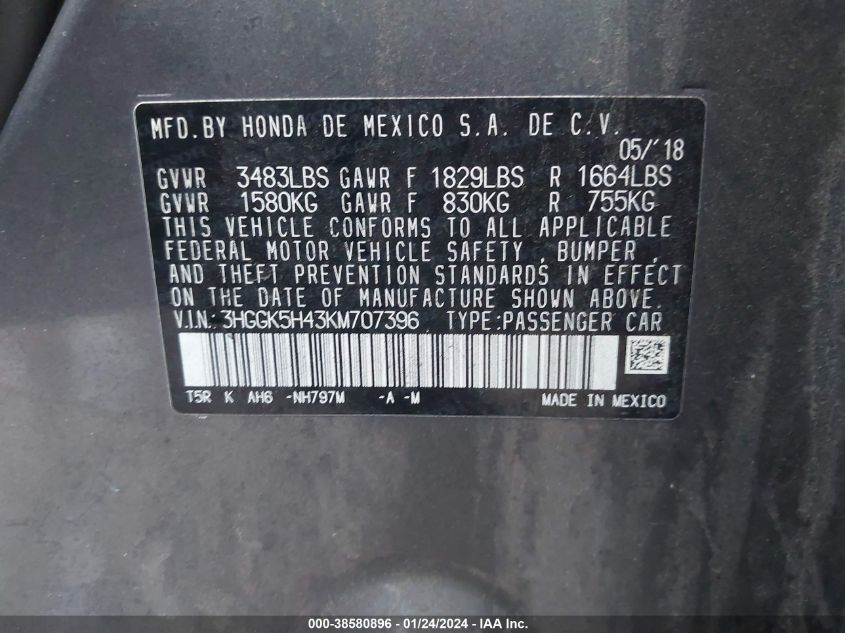 MFD.BY HONDA DE MEXICO S.A. DE C.V.
05/'18
GVWR 3483LBS GAWR F 1829LBS R 1664LBS
GVWR 1580KG GAWR F 830KG R 755KG
THIS VEHICLE CONFORMS TO ALL APPLICABLE
FEDERAL MOTOR VEHICLE SAFETY , BUMPER ,
AND THEFT PREVENTION STANDARDS IN EFFECT
ON THE DATE OF MANUFACTURE SHOWN ABOVE.
V.I.N.: 3HGGK5H43KM707396 TYPE:PASSENGER CAR
T5R K AH6 -NH797M -A -M MADE IN MEXICO
000-38580896 - 01/24/2024 - IAA Inc.